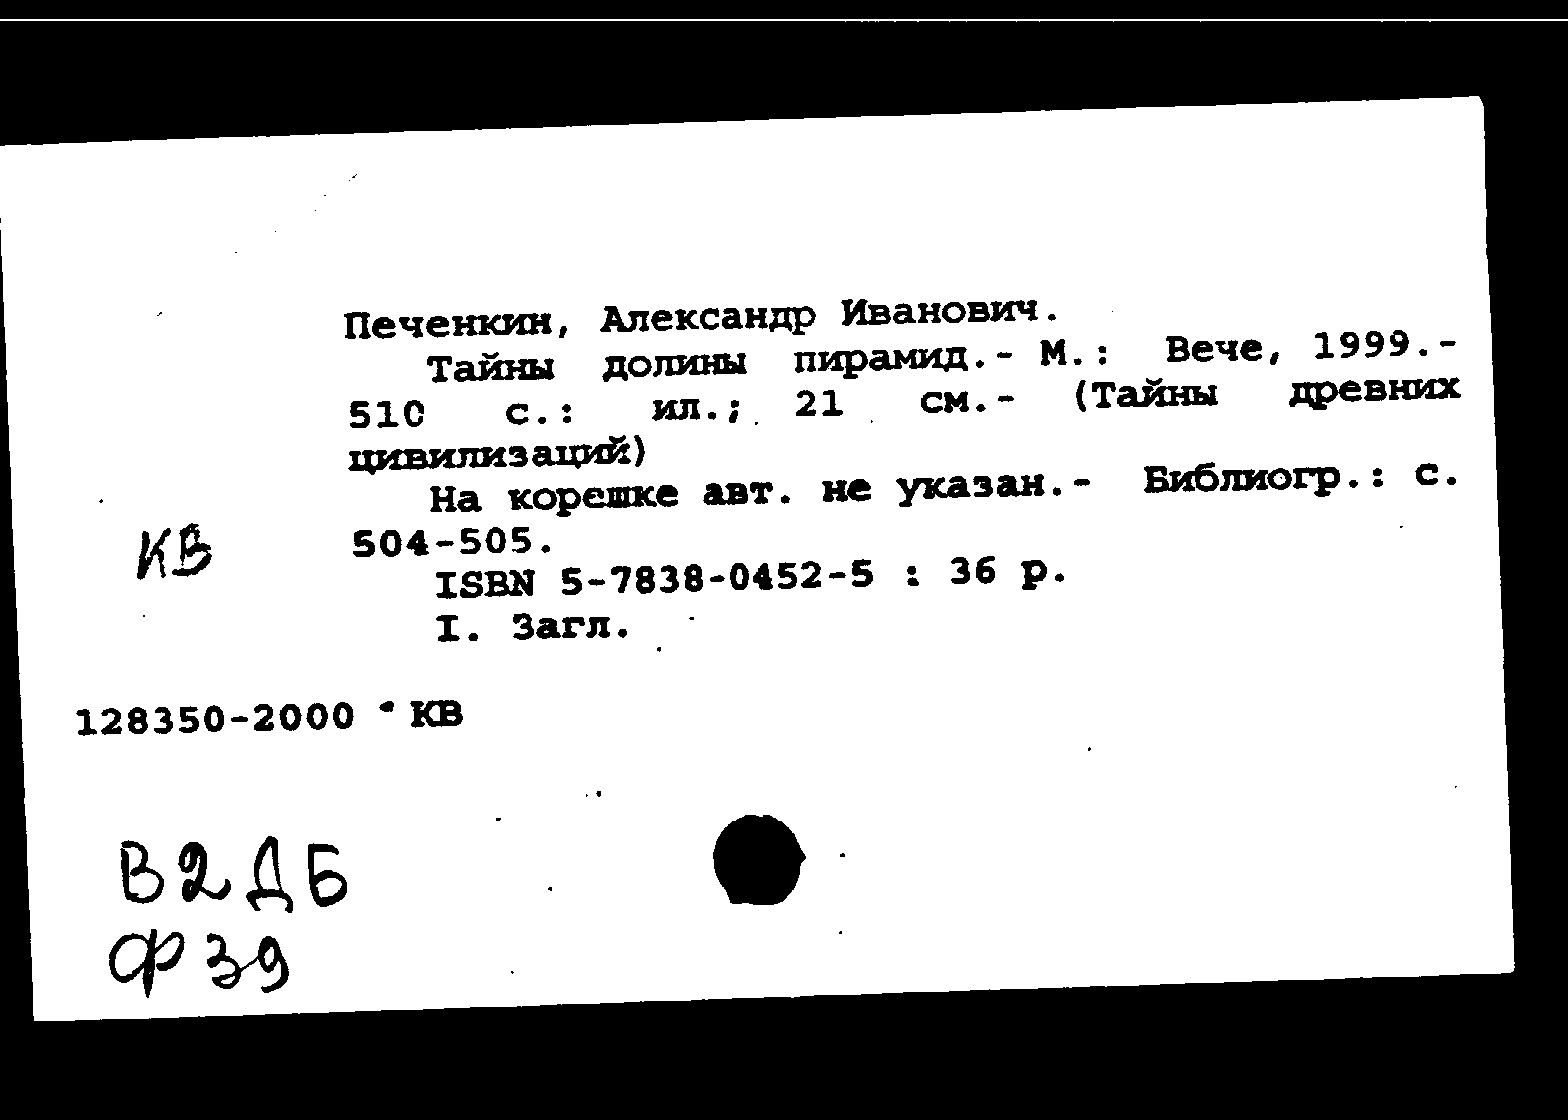 Печенкин, Александр Иванович.
Тайны долины пирамид.- М.: Вече, 1999.-
510 с.: ил.; 21 см.- (Тайны древних
цивилизаций)
На корешке авт. не указан.- Библиогр.: с.
504-505.
КВ
ISBN 5-7838-0452-5 : 36 р.
I. Загл.
128350-2000 * КВ
В2ДБ
Ф39